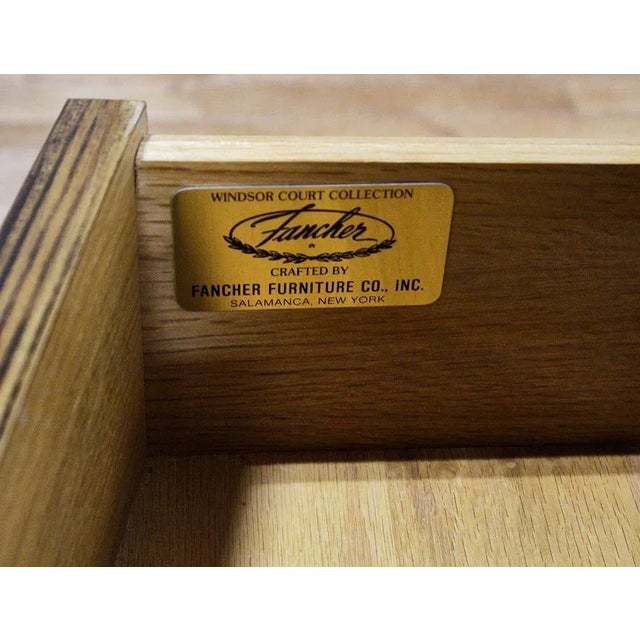 WINDSOR COURT COLLECTION
Fancher
CRAFTED BY
FANCHER FURNITURE CO., INC.
SALAMANCA, NEW YORK